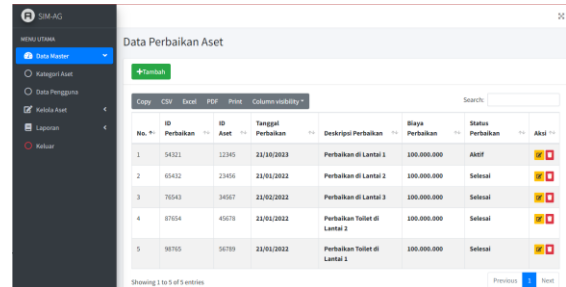 SIM-AG
MENU UTAMA
Data Master
Kategori Aset
Data Pengguna
Kelola Aset
Laporan
Keluar
Data Perbaikan Aset
+Tambah
Copy CSV Excel PDF Print Column visibility
Search:
No. ID Perbaikan ID Aset Tanggal Perbaikan Deskripsi Perbaikan Biaya Perbaikan Status Perbaikan Aksi
1 54321 12345 21/10/2023 Perbaikan di Lantai 1 100.000.000 Aktif
2 65432 23456 21/01/2022 Perbaikan di Lantai 2 100.000.000 Selesai
3 76543 34567 21/02/2022 Perbaikan di Lantai 3 100.000.000 Selesai
4 87654 45678 21/01/2022 Perbaikan Toilet di Lantai 2 100.000.000 Selesai
5 98765 56789 21/01/2022 Perbaikan Toilet di Lantai 1 100.000.000 Selesai
Showing 1 to 5 of 5 entries
Previous 1 Next